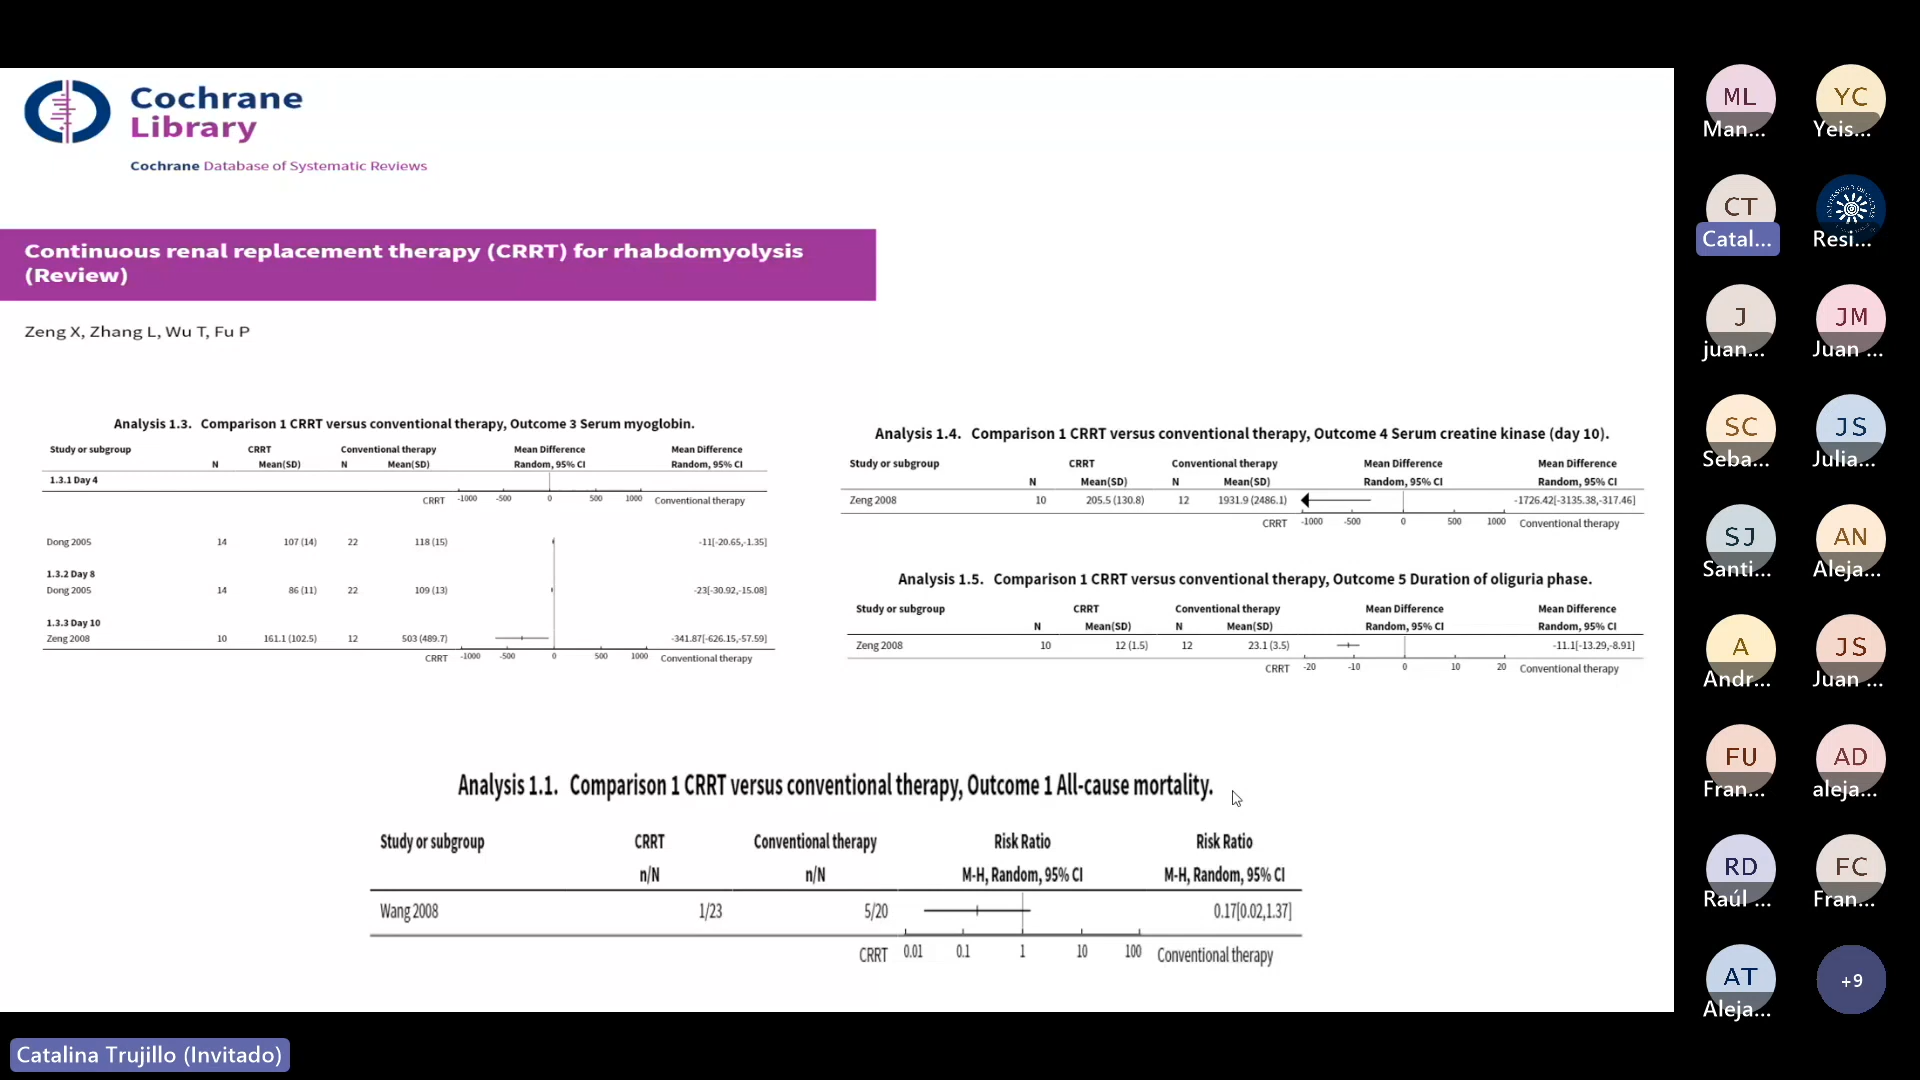 Cochrane
Library
Cochrane Database of Systematic Reviews
Continuous renal replacement therapy (CRRT) for rhabdomyolysis
(Review)
Zeng X, Zhang L, Wu T, Fu P
Analysis 1.3. Comparison 1 CRRT versus conventional therapy, Outcome 3 Serum myoglobin.
Study or subgroup CRRT Conventional therapy Mean Difference Mean Difference
N Mean(SD) N Mean(SD) Random, 95% CI Random, 95% CI
1.3.1 Day 4
CRRT -1000 -500 0 500 1000 Conventional therapy
Dong 2005 14 107 (14) 22 118 (15) -11[-20.65,-1.35]
1.3.2 Day 8
Dong 2005 14 86 (11) 22 109 (13) -23[-30.92,-15.08]
1.3.3 Day 10
Zeng 2008 10 161.1 (102.5) 12 503 (489.7) -341.87[-626.15,-57.59]
CRRT -1000 -500 0 500 1000 Conventional therapy
Analysis 1.4. Comparison 1 CRRT versus conventional therapy, Outcome 4 Serum creatine kinase (day 10).
Study or subgroup CRRT Conventional therapy Mean Difference Mean Difference
N Mean(SD) N Mean(SD) Random, 95% CI Random, 95% CI
Zeng 2008 10 205.5 (130.8) 12 1931.9 (2486.1) -1726.42[-3135.38,-317.46]
CRRT -1000 -500 0 500 1000 Conventional therapy
Analysis 1.5. Comparison 1 CRRT versus conventional therapy, Outcome 5 Duration of oliguria phase.
Study or subgroup CRRT Conventional therapy Mean Difference Mean Difference
N Mean(SD) N Mean(SD) Random, 95% CI Random, 95% CI
Zeng 2008 10 12 (1.5) 12 23.1 (3.5) -11.1[-13.29,-8.91]
CRRT -20 -10 0 10 20 Conventional therapy
Analysis 1.1. Comparison 1 CRRT versus conventional therapy, Outcome 1 All-cause mortality.
Study or subgroup CRRT Conventional therapy Risk Ratio Risk Ratio
n/N n/N M-H, Random, 95% CI M-H, Random, 95% CI
Wang 2008 1/23 5/20 0.17[0.02,1.37]
CRRT 0.01 0.1 1 10 100 Conventional therapy
ML YC
Man... Yeis...
CT
Catal... Resi...
J JM
juan... Juan ...
SC JS
Seba... Julia...
SJ AN
Santi... Aleja...
A JS
Andr... Juan ...
FU AD
Fran... aleja...
RD FC
Raúl ... Fran...
AT +9
Aleja...
Catalina Trujillo (Invitado)